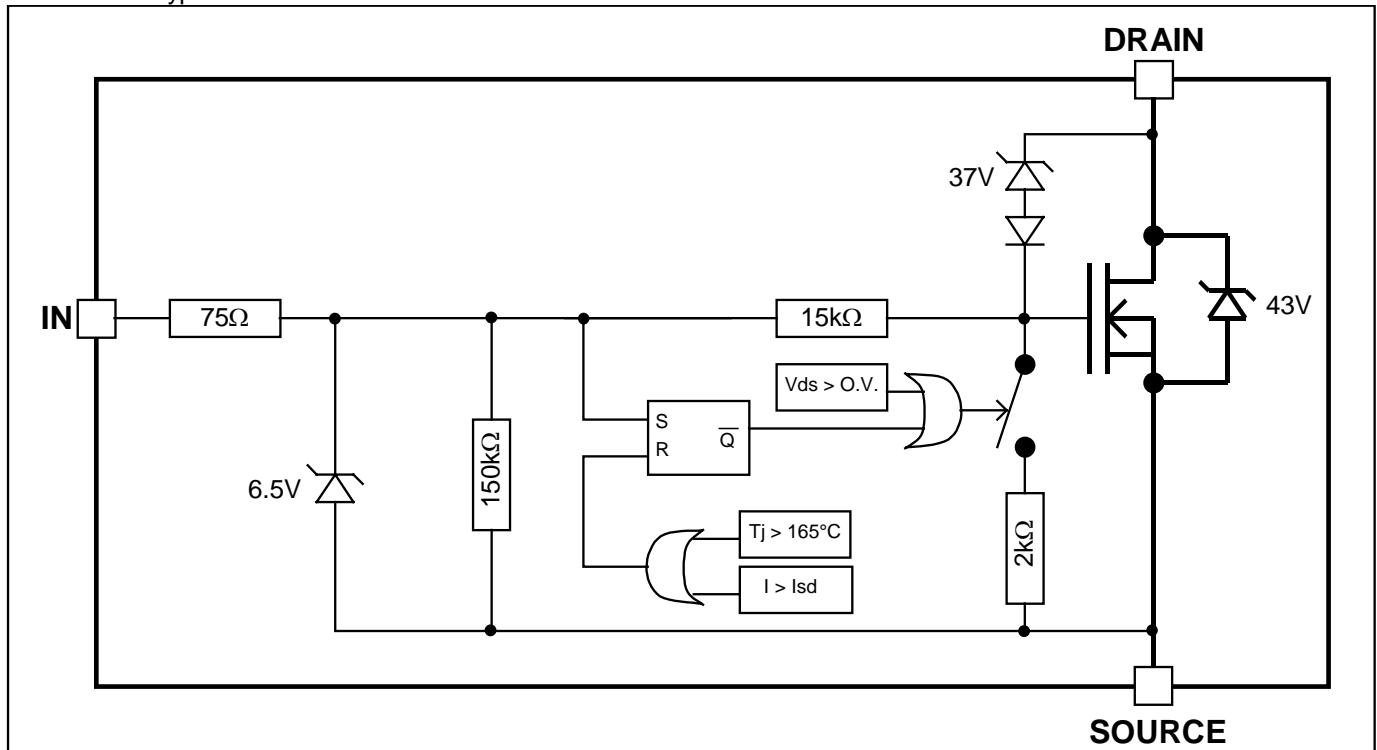 DRAIN
37V
43V
IN
75Ω
15kΩ
Vds > O.V.
S
R
Q
150kΩ
6.5V
Tj > 165°C
I > Isd
2kΩ
SOURCE